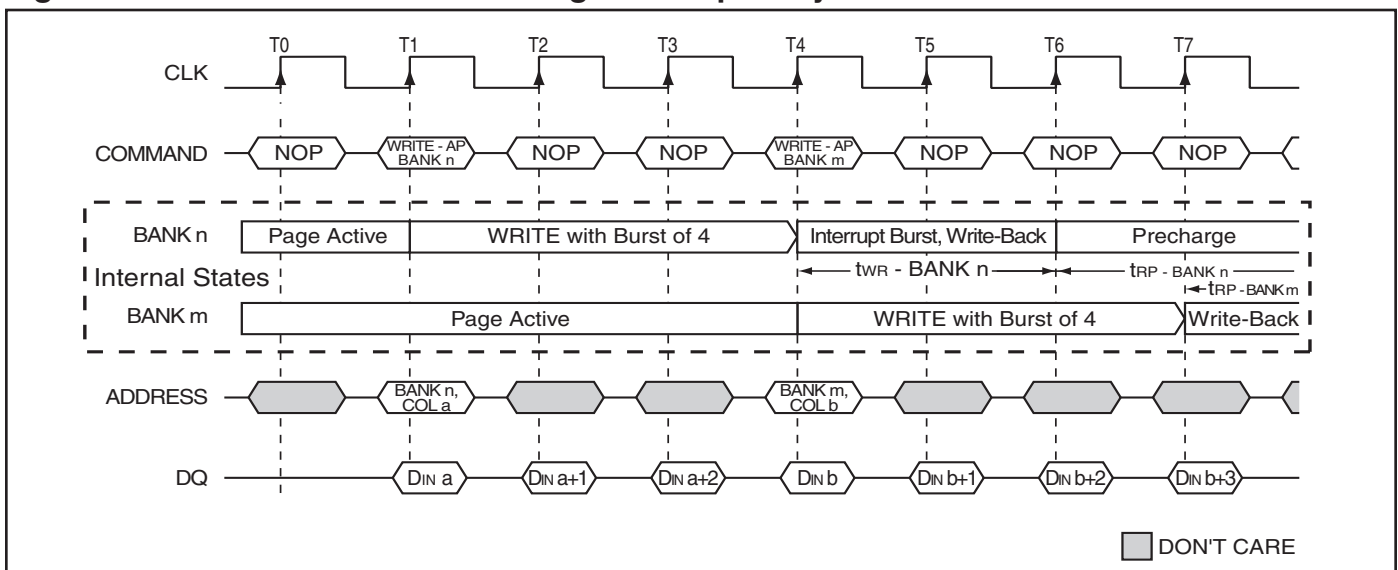 T0 T1 T2 T3 T4 T5 T6 T7
CLK
COMMAND NOP WRITE - AP BANK n NOP NOP WRITE - AP BANK m NOP NOP NOP
BANK n Page Active WRITE with Burst of 4 Interrupt Burst, Write-Back Precharge
tWR - BANK n tRP - BANK n
Internal States
tRP - BANK m
BANK m Page Active WRITE with Burst of 4 Write-Back
ADDRESS BANK n, COL a BANK m, COL b
DQ DIN a DIN a+1 DIN a+2 DIN b DIN b+1 DIN b+2 DIN b+3
DON'T CARE